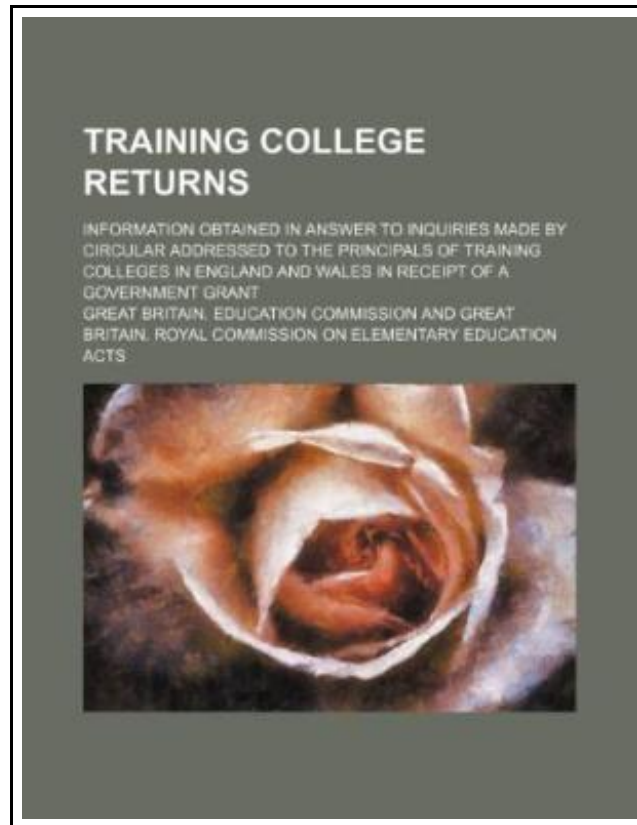 TRAINING COLLEGE
RETURNS
INFORMATION OBTAINED IN ANSWER TO INQUIRIES MADE BY
CIRCULAR ADDRESSED TO THE PRINCIPALS OF TRAINING
COLLEGES IN ENGLAND AND WALES IN RECEIPT OF A
GOVERNMENT GRANT
GREAT BRITAIN. EDUCATION COMMISSION AND GREAT
BRITAIN. ROYAL COMMISSION ON ELEMENTARY EDUCATION
ACTS